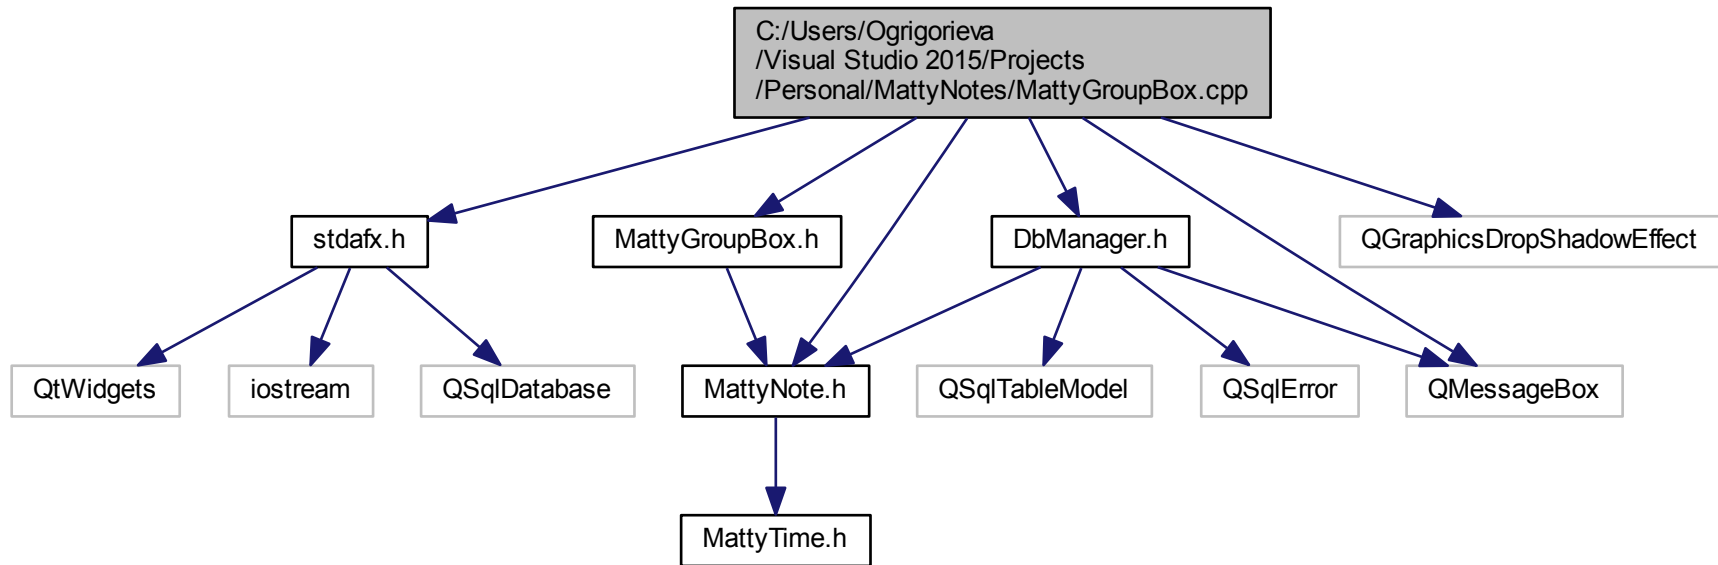 C:/Users/Ogrigorieva
/Visual Studio 2015/Projects
/Personal/MattyNotes/MattyGroupBox.cpp
stdafx.h
MattyGroupBox.h
DbManager.h
QGraphicsDropShadowEffect
QtWidgets
iostream
QSqlDatabase
MattyNote.h
QSqlTableModel
QSqlError
QMessageBox
MattyTime.h